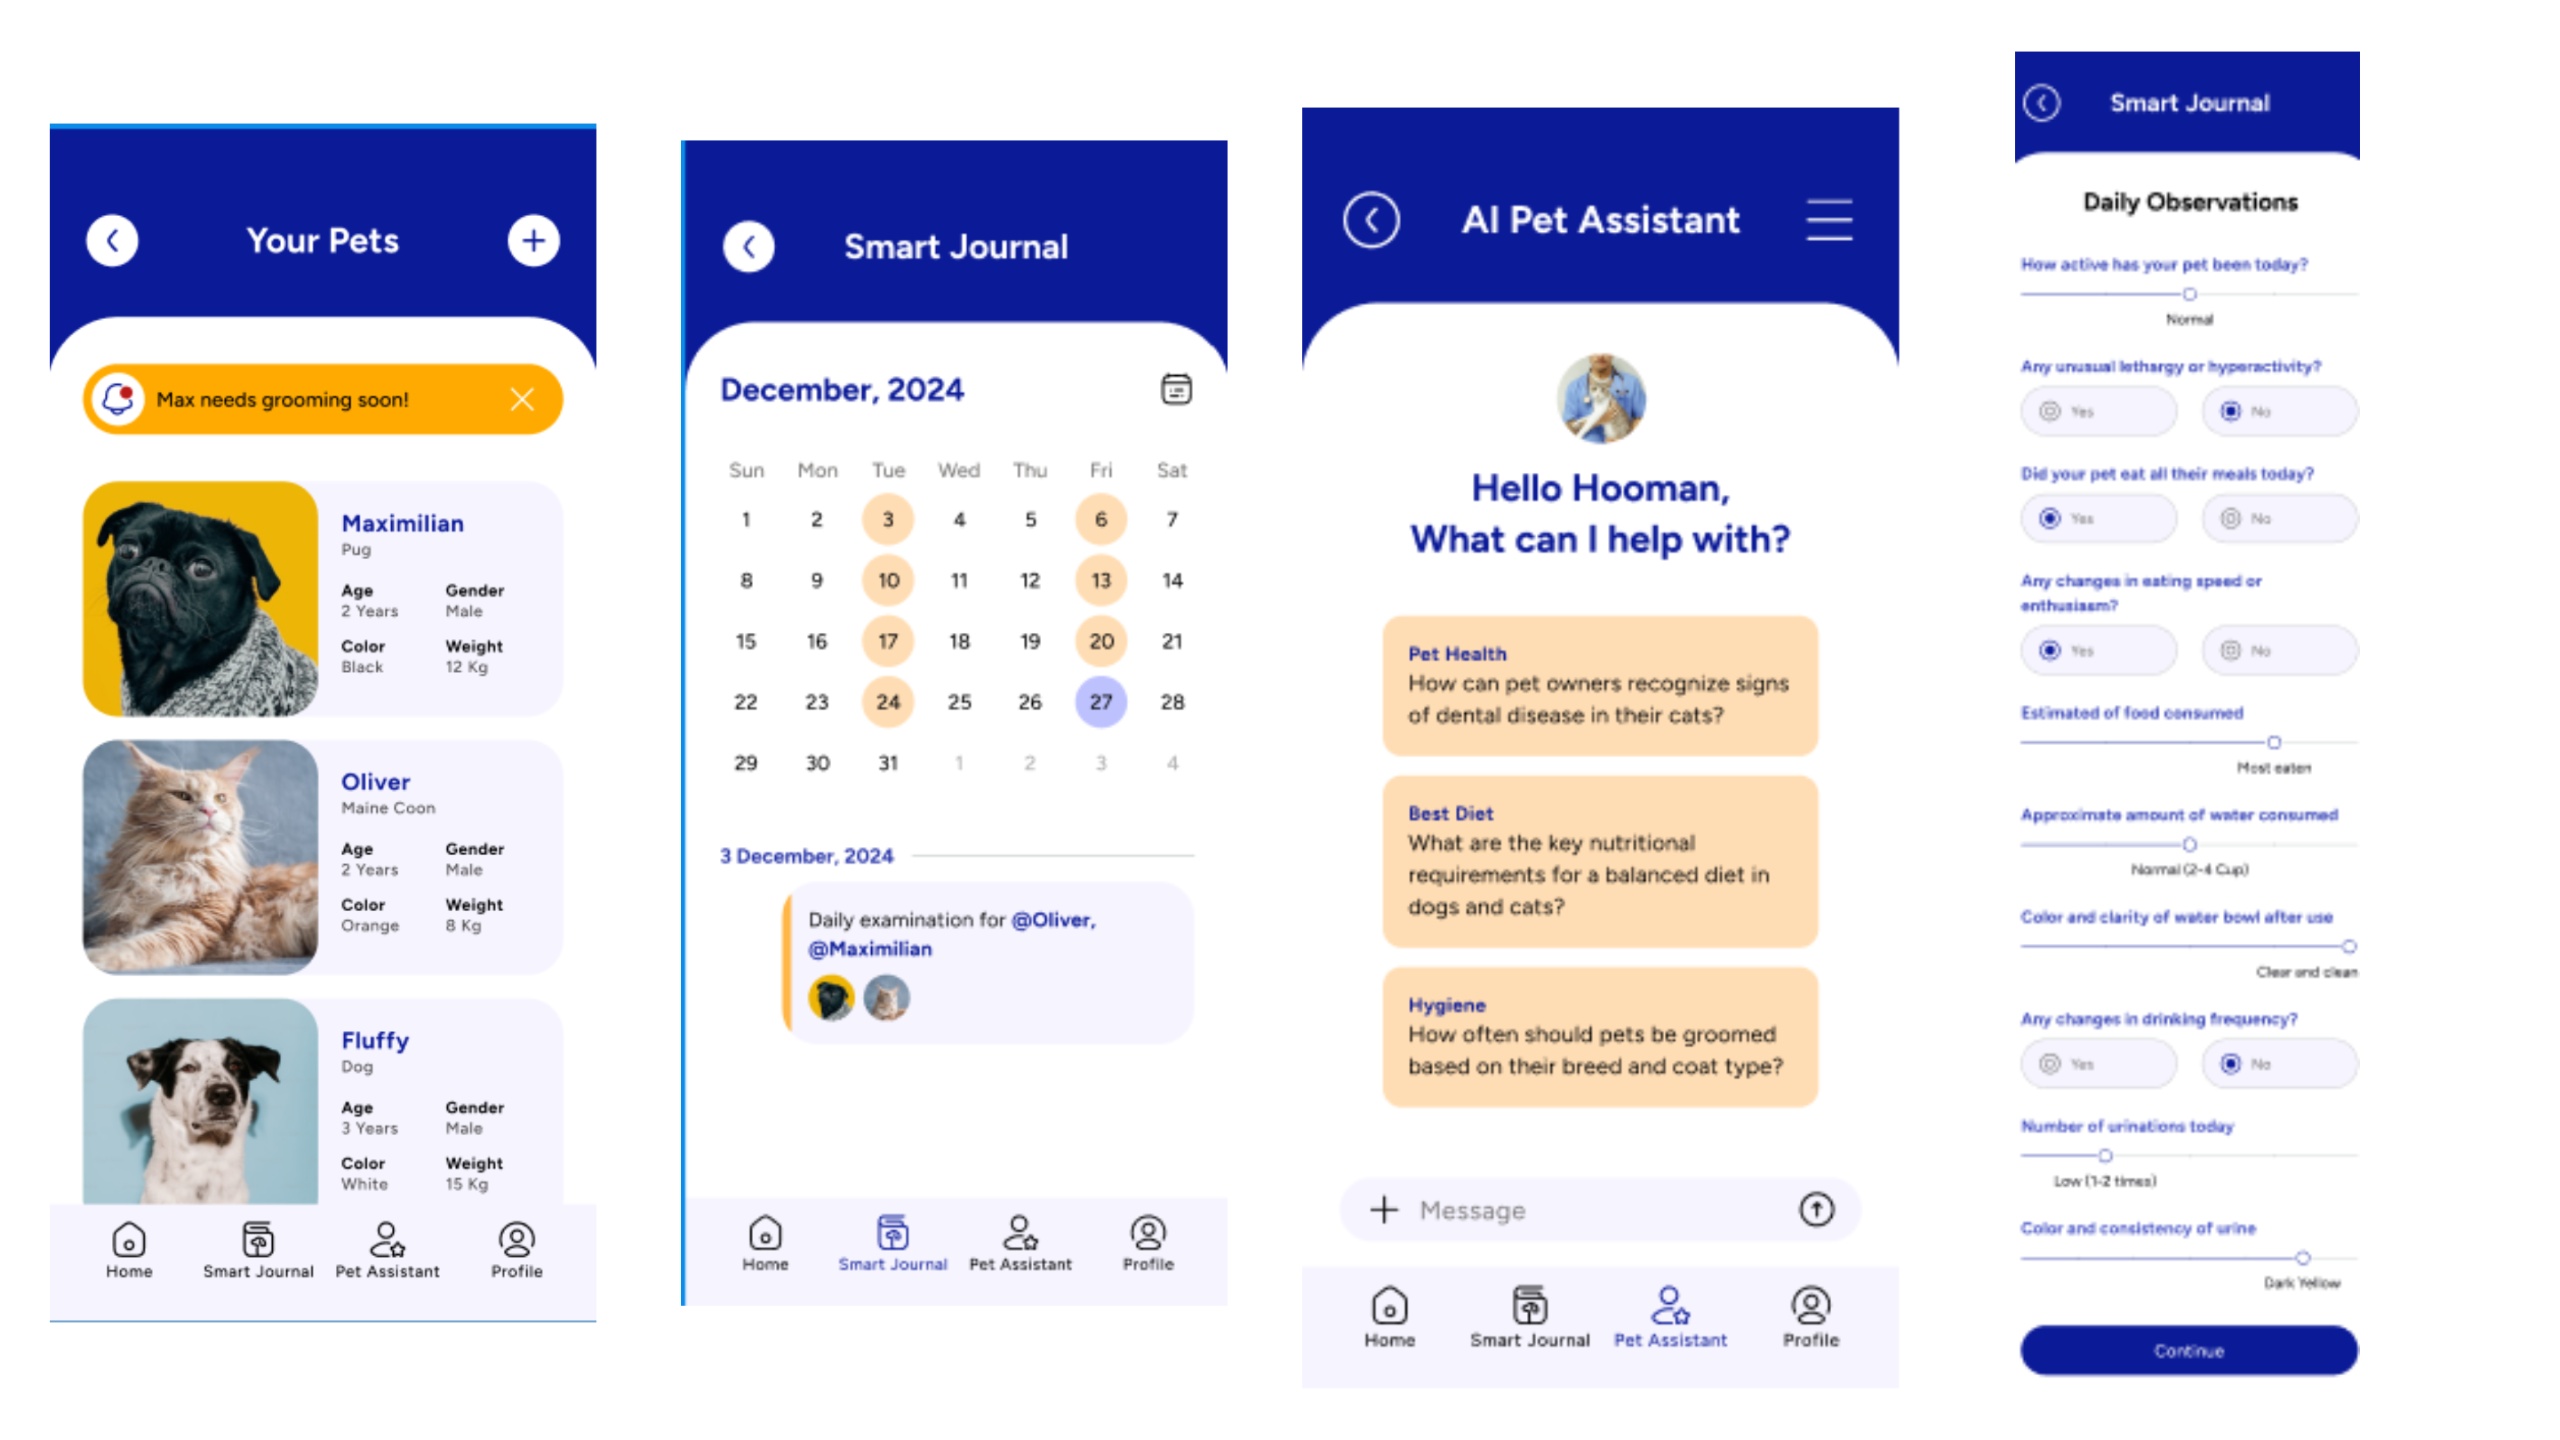 Your Pets
Max needs grooming soon!
Maximilian
Pug
Age Gender
2 Years Male
Color Weight
Black 12 Kg
Oliver
Maine Coon
Age Gender
2 Years Male
Color Weight
Orange 8 Kg
Fluffy
Dog
Age Gender
3 Years Male
Color Weight
White 15 Kg
Home Smart Journal Pet Assistant Profile
Smart Journal
December, 2024
Sun Mon Tue Wed Thu Fri Sat
1 2 3 4 5 6 7
8 9 10 11 12 13 14
15 16 17 18 19 20 21
22 23 24 25 26 27 28
29 30 31 1 2 3 4
3 December, 2024
Daily examination for @Oliver,
@Maximilian
Home Smart Journal Pet Assistant Profile
AI Pet Assistant
Hello Hooman,
What can I help with?
Pet Health
How can pet owners recognize signs
of dental disease in their cats?
Best Diet
What are the key nutritional
requirements for a balanced diet in
dogs and cats?
Hygiene
How often should pets be groomed
based on their breed and coat type?
Message
Home Smart Journal Pet Assistant Profile
Smart Journal
Daily Observations
How active has your pet been today?
Normal
Any unusual lethargy or hyperactivity?
Yes No
Did your pet eat all their meals today?
Yes No
Any changes in eating speed or
enthusiasm?
Yes No
Estimated of food consumed
Most eaten
Approximate amount of water consumed
Normal (2-4 Cup)
Color and clarity of water bowl after use
Clear and clean
Any changes in drinking frequency?
Yes No
Number of urinations today
Low (1-2 times)
Color and consistency of urine
Dark Yellow
Continue